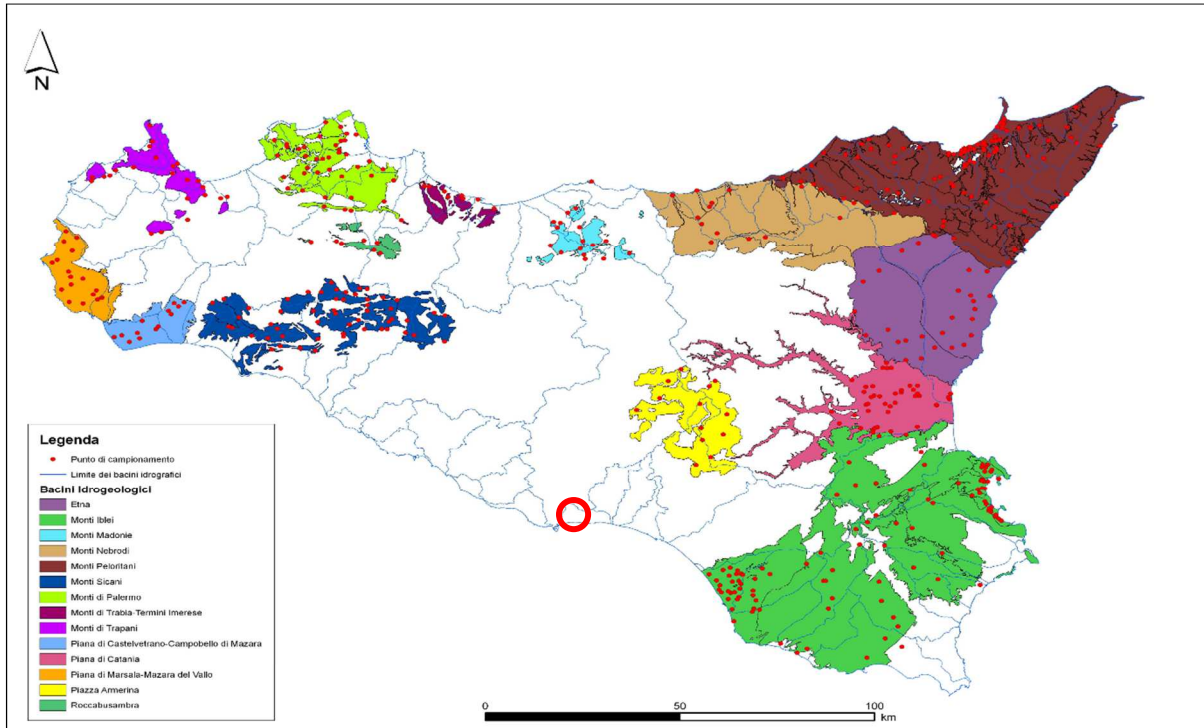 N
Legenda
Punto di campionamento
Limite dei bacini idrografici
Bacini Idrogeologici
Etna
Monti Iblei
Monti Madonie
Monti Nebrodi
Monti Peloritani
Monti Sicani
Monti di Palermo
Monti di Trabia-Termini Imerese
Monti di Trapani
Piana di Castelvetrano-Campobello di Mazara
Piana di Catania
Piana di Marsala-Mazara del Vallo
Piazza Armerina
Roccabusambra
0 50 100
km